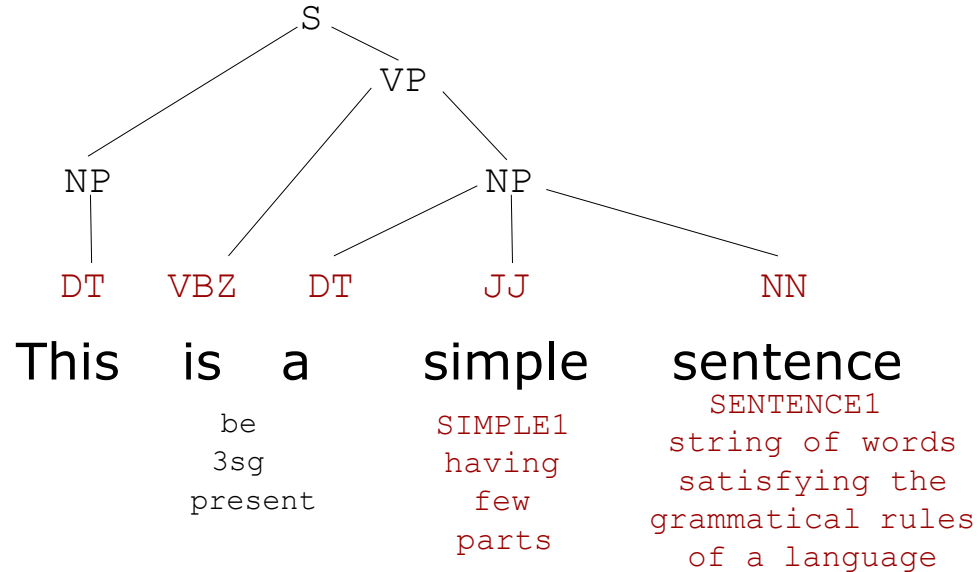 S
VP
NP NP
DT VBZ DT JJ NN
This is a simple sentence
be
3sg
present
SIMPLE1
having
few
parts
SENTENCE1
string of words
satisfying the
grammatical rules
of a language